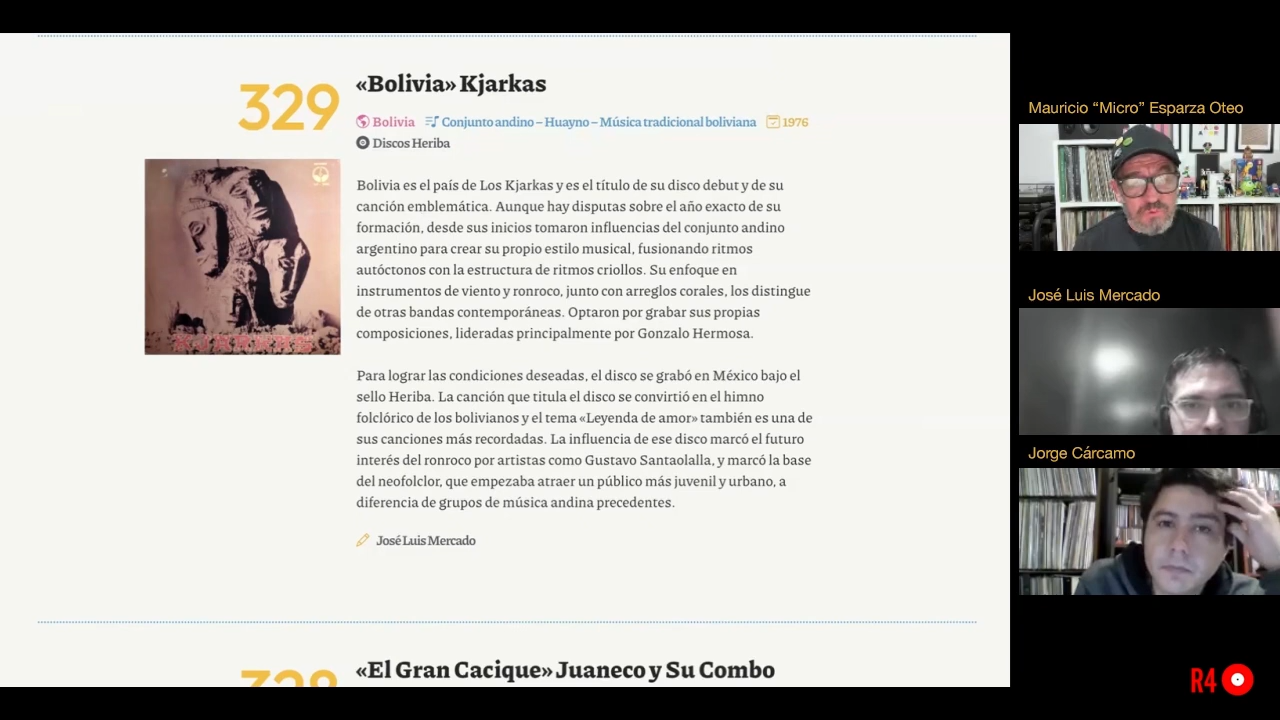 329
«Bolivia» Kjarkas
Bolivia Conjunto andino – Huayno – Música tradicional boliviana 1976
Discos Heriba
Bolivia es el país de Los Kjarkas y es el título de su disco debut y de su
canción emblemática. Aunque hay disputas sobre el año exacto de su
formación, desde sus inicios tomaron influencias del conjunto andino
argentino para crear su propio estilo musical, fusionando ritmos
autóctonos con la estructura de ritmos criollos. Su enfoque en
instrumentos de viento y ronroco, junto con arreglos corales, los distingue
de otras bandas contemporáneas. Optaron por grabar sus propias
composiciones, lideradas principalmente por Gonzalo Hermosa.
Para lograr las condiciones deseadas, el disco se grabó en México bajo el
sello Heriba. La canción que titula el disco se convirtió en el himno
folclórico de los bolivianos y el tema «Leyenda de amor» también es una de
sus canciones más recordadas. La influencia de ese disco marcó el futuro
interés del ronroco por artistas como Gustavo Santaolalla, y marcó la base
del neofolclor, que empezaba atraer un público más juvenil y urbano, a
diferencia de grupos de música andina precedentes.
José Luis Mercado
328
«El Gran Cacique» Juaneco y Su Combo
KJARKAS
Mauricio “Micro” Esparza Oteo
José Luis Mercado
Jorge Cárcamo
R4